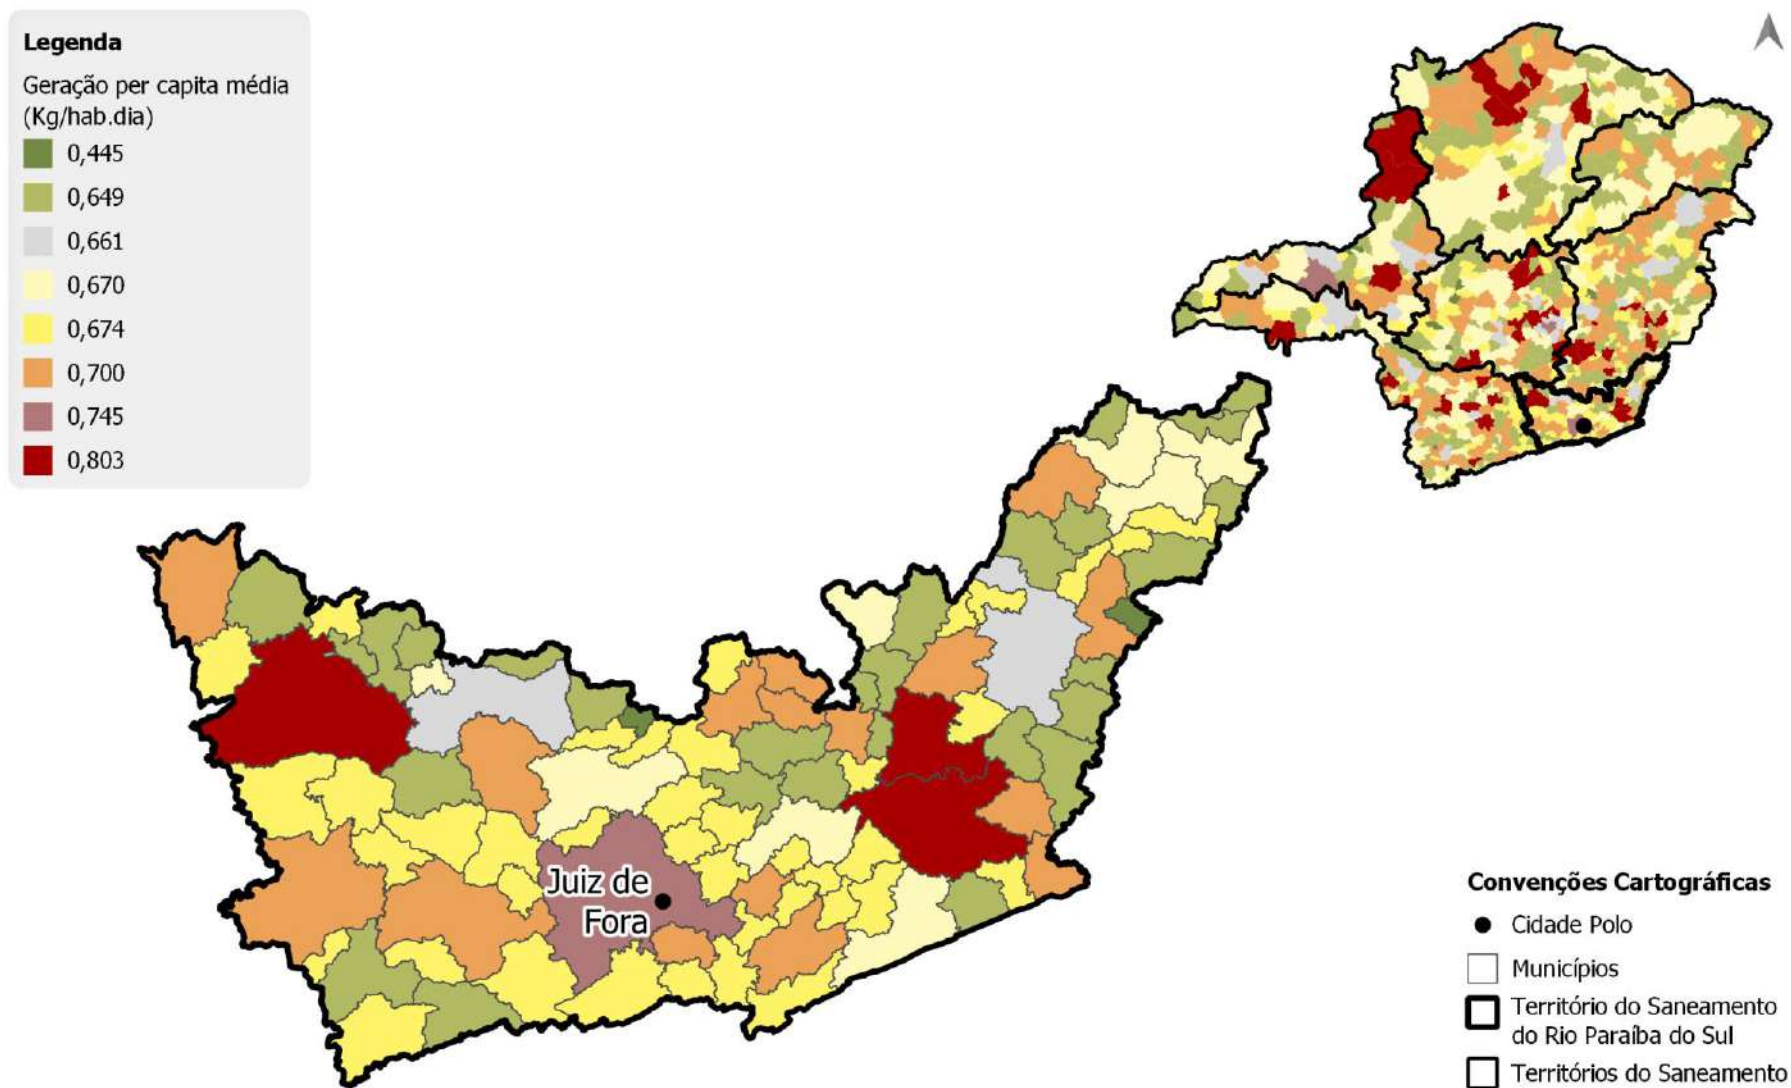 Legenda
Geração per capita média
(Kg/hab.dia)
0,445
0,649
0,661
0,670
0,674
0,700
0,745
0,803
Juiz de
Fora
Convenções Cartográficas
Cidade Polo
Municípios
Território do Saneamento
do Rio Paraíba do Sul
Territórios do Saneamento